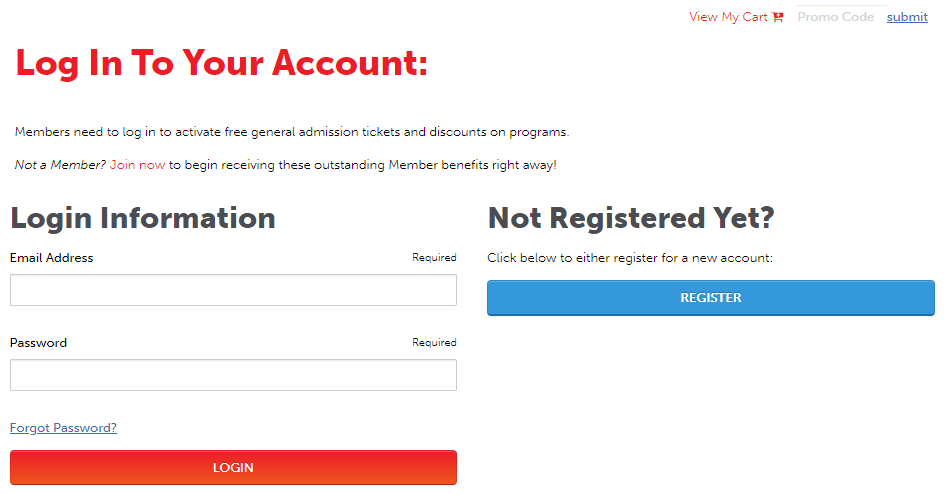 View My Cart Promo Code submit
Log In To Your Account:
Members need to log in to activate free general admission tickets and discounts on programs.
Not a Member? Join now to begin receiving these outstanding Member benefits right away!
Login Information
Email Address Required
Password Required
Forgot Password?
LOGIN
Not Registered Yet?
Click below to either register for a new account:
REGISTER